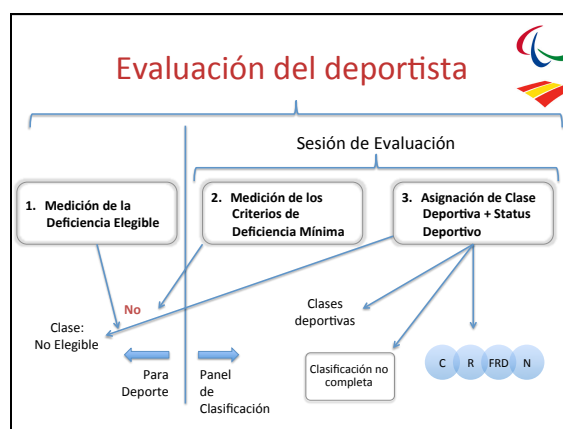 Evaluación del deportista
Sesión de Evaluación
1. Medición de la
Deficiencia Elegible
2. Medición de los
Criterios de
Deficiencia Mínima
3. Asignación de Clase
Deportiva + Status
Deportivo
No
Clase:
No Elegible
Clases
deportivas
Clasificación no
completa
C R FRD N
Para
Deporte
Panel
de
Clasificación